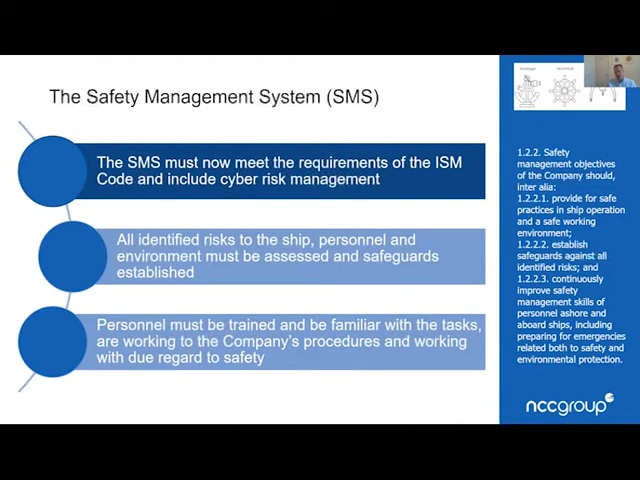 The Safety Management System (SMS)
The SMS must now meet the requirements of the ISM
Code and include cyber risk management
All identified risks to the ship, personnel and
environment must be assessed and safeguards
established
Personnel must be trained and be familiar with the tasks,
are working to the Company's procedures and working
with due regard to safety
1.2.2. Safety
management objectives
of the Company should,
inter alia:
1.2.2.1. provide for safe
practices in ship operation
and a safe working
environment;
1.2.2.2. establish
safeguards against all
identified risks; and
1.2.2.3. continuously
improve safety
management skills of
personnel ashore and
aboard ships, including
preparing for emergencies
related both to safety and
environmental protection.
nccgroup